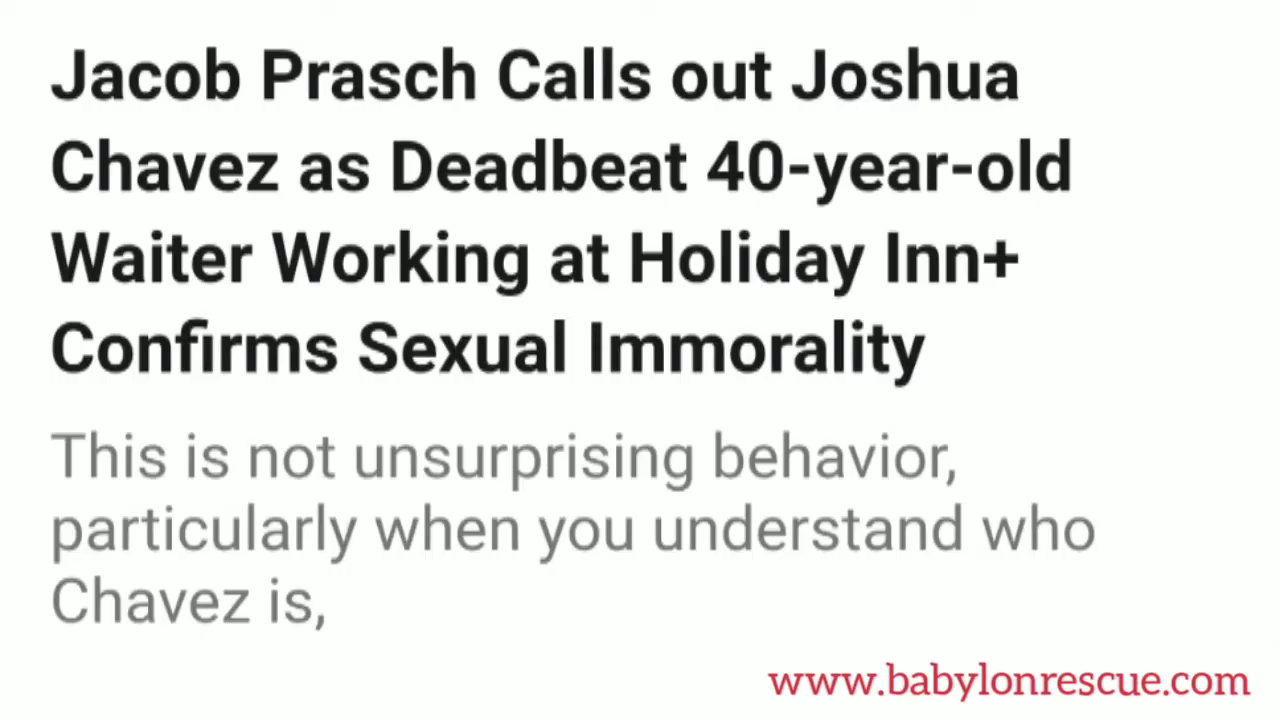 Jacob Prasch Calls out Joshua
Chavez as Deadbeat 40-year-old
Waiter Working at Holiday Inn+
Confirms Sexual Immorality
This is not unsurprising behavior,
particularly when you understand who
Chavez is,
www.babylonrescue.com